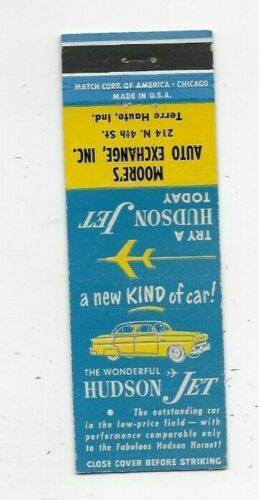 MATCH CORP. OF AMERICA • CHICAGO
MADE IN U.S.A.
MOORE'S
AUTO EXCHANGE, INC.
214 N. 4th St.
Terre Haute, Ind.
TRY A
HUDSON JET
TODAY
a new KIND of car!
THE WONDERFUL
HUDSON JET
• The outstanding car
in the low-price field — with
performance comparable only
to the Fabulous Hudson Hornet!
CLOSE COVER BEFORE STRIKING